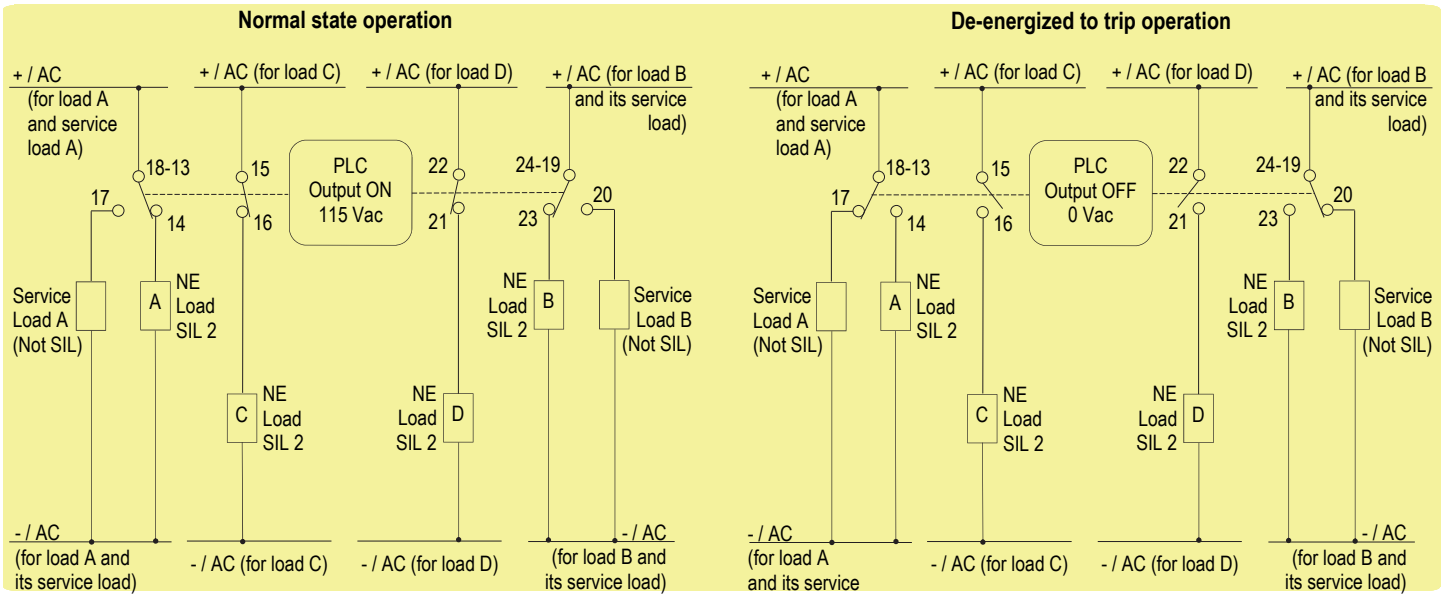 Normal state operation
+ / AC
(for load A
and service
load A)
+ / AC (for load C)
+ / AC (for load D)
+ / AC (for load B
and its service
load)
18-13
15
PLC
Output ON
115 Vac
22
24-19
17
14
16
21
23
20
Service
Load A
(Not SIL)
A
NE
Load
SIL 2
NE
Load
SIL 2
B
Service
Load B
(Not SIL)
C
NE
Load
SIL 2
NE
Load
SIL 2
D
- / AC
(for load A and
its service load)
- / AC (for load C)
- / AC (for load D)
- / AC
(for load B and
its service load)
De-energized to trip operation
+ / AC
(for load A
and service
load A)
+ / AC (for load C)
+ / AC (for load D)
+ / AC (for load B
and its service
load)
18-13
15
PLC
Output OFF
0 Vac
22
24-19
17
14
16
21
23
20
Service
Load A
(Not SIL)
A
NE
Load
SIL 2
NE
Load
SIL 2
B
Service
Load B
(Not SIL)
C
NE
Load
SIL 2
NE
Load
SIL 2
D
- / AC
(for load A
and its service
- / AC (for load C)
- / AC (for load D)
- / AC
(for load B and
its service load)